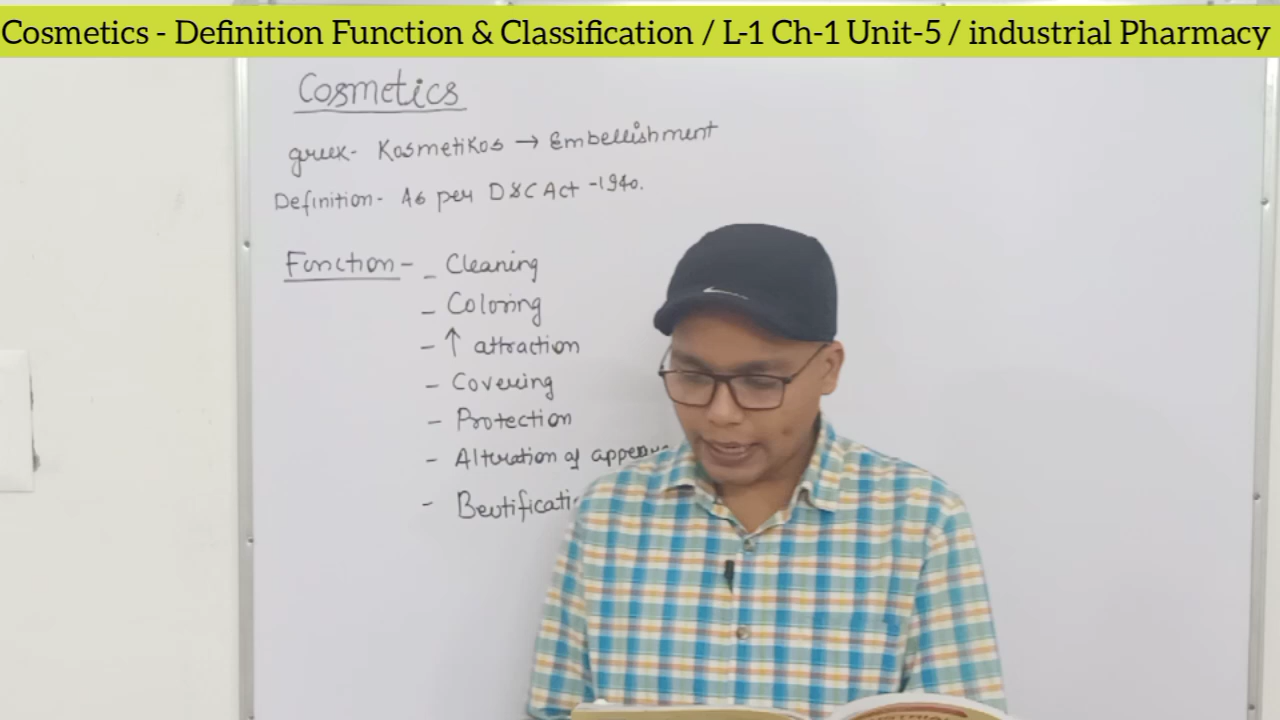 Cosmetics - Definition Function & Classification / L-1 Ch-1 Unit-5 / industrial Pharmacy
Cosmetics
greek- Kosmetikos → Embellishment
Definition- As per D&C Act -1940.
Function-
- Cleaning
- Coloring
- ↑ attraction
- Covering
- Protection
- Alteration of
-